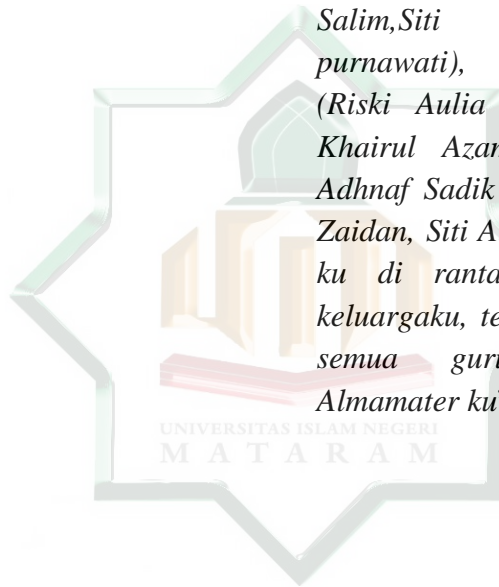 Salim,Siti
purnawati),
(Riski Aulia
Khairul Azam
Adhnaf Sadik
Zaidan, Siti A
ku di ranta
keluargaku, te
semua guru
Almamater ku
UNIVERSITAS ISLAM NEGERI
MATARAM